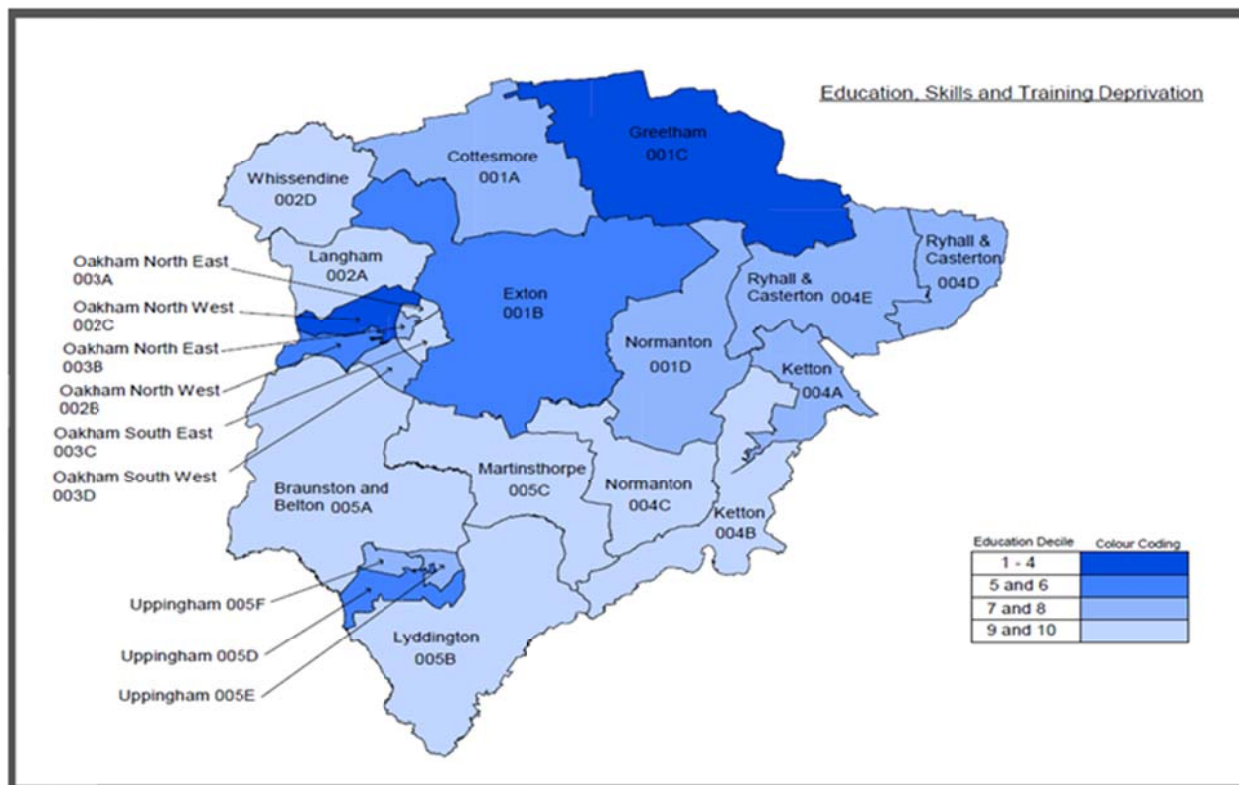 Education, Skills and Training Deprivation
Greetham
001C
Cottesmore
001A
Whissendine
002D
Langham
002A
Oakham North East
003A
Oakham North West
002C
Oakham North East
003B
Oakham North West
002B
Oakham South East
003C
Oakham South West
003D
Exton
001B
Ryhall &
Casterton
004D
Ryhall &
Casterton 004E
Normanton
001D
Ketton
004A
Martinsthorpe
005C
Normanton
004C
Ketton
004B
Braunston and
Belton 005A
Uppingham 005F
Uppingham 005D
Uppingham 005E
Lyddington
005B
Education Decile Colour Coding
1 - 4
5 and 6
7 and 8
9 and 10